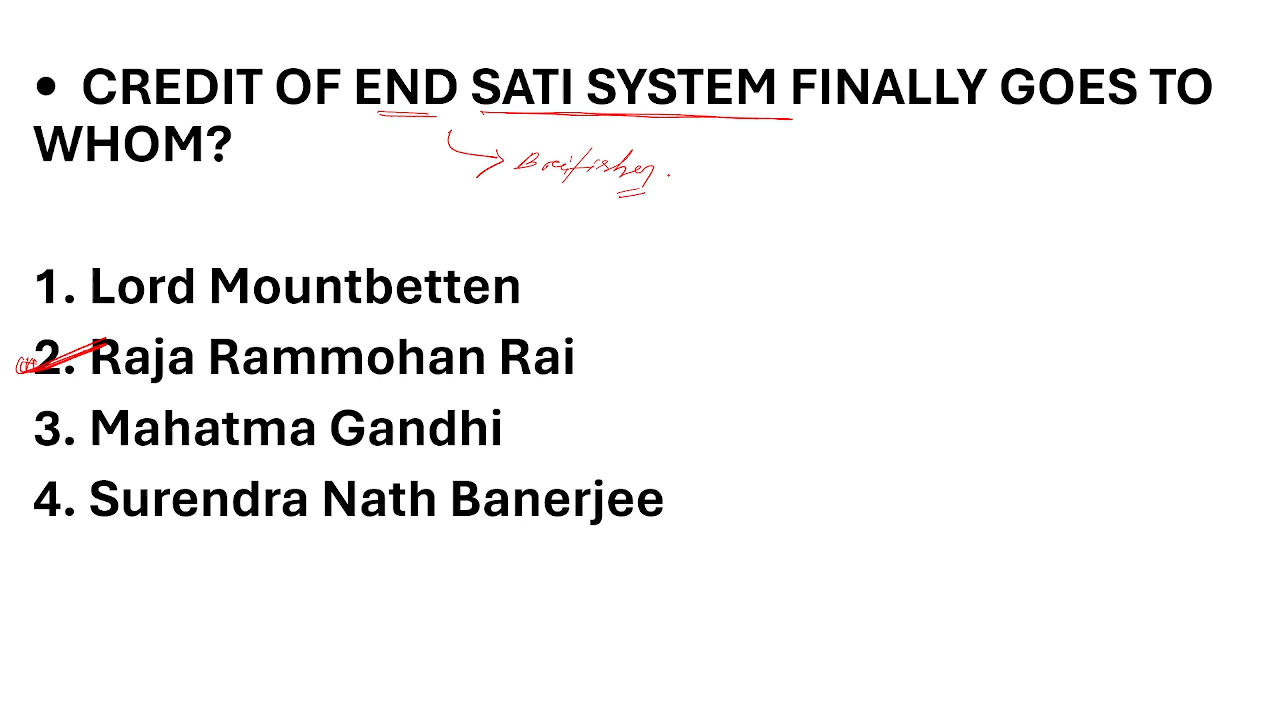 • CREDIT OF END SATI SYSTEM FINALLY GOES TO
WHOM?
1. Lord Mountbetten
2. Raja Rammohan Rai
3. Mahatma Gandhi
4. Surendra Nath Banerjee